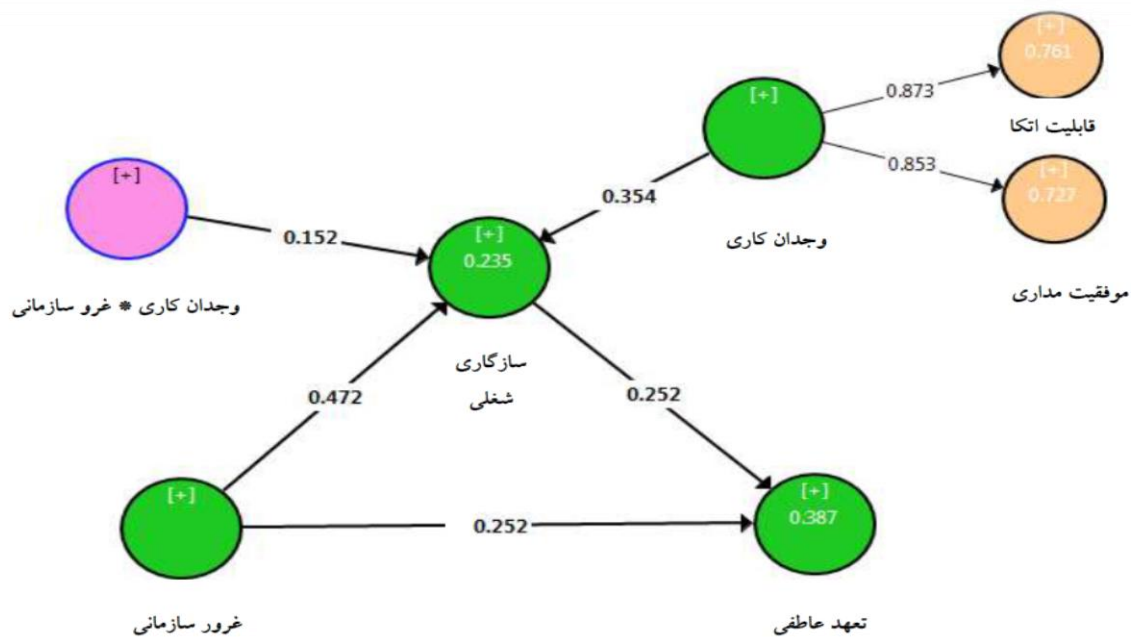 [+]
0.761
0.873
[+]
قابلیت اتکا
[+]
0.853
[+]
0.727
0.354
0.152
[+]
0.235
وجدان کاری
موفقیت مداری
وجدان کاری * غرو سازمانی
سازگاری
شغلی
0.472
0.252
[+]
[+]
0.387
0.252
غرور سازمانی
تعهد عاطفی